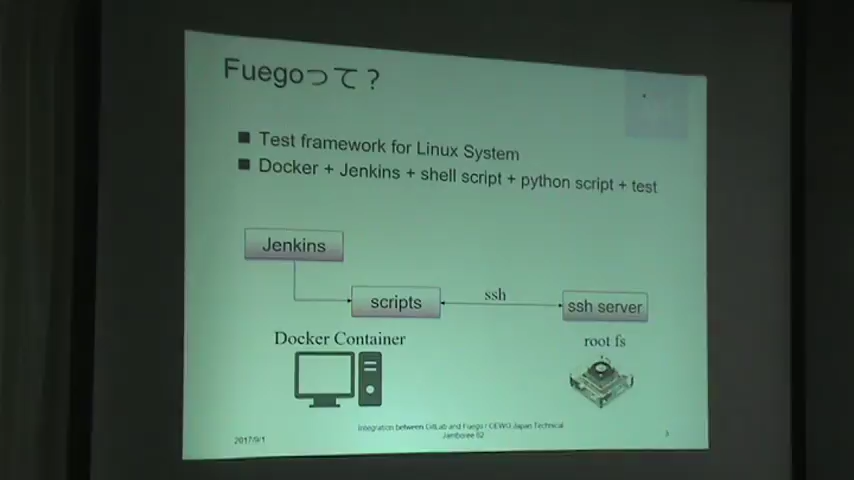 Fuegoって？
Test framework for Linux System
Docker + Jenkins + shell script + python script + test
Jenkins
scripts
ssh
ssh server
Docker Container
root fs
2017/9/1
Integration between GitLab and Fuego / CEWG Japan Technical
Jamboree 62
3